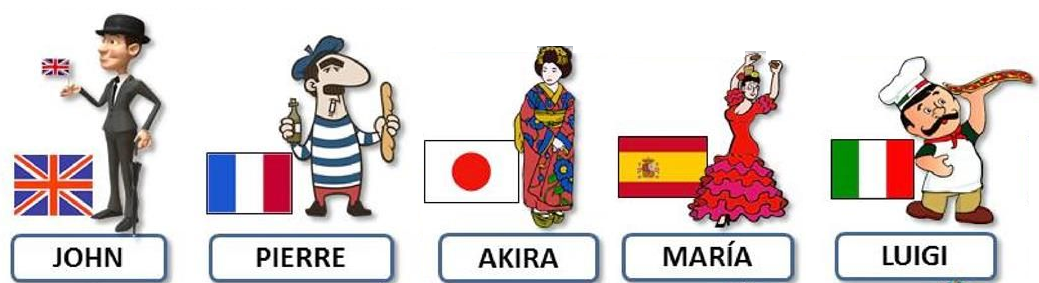 JOHN
PIERRE
AKIRA
MARÍA
LUIGI